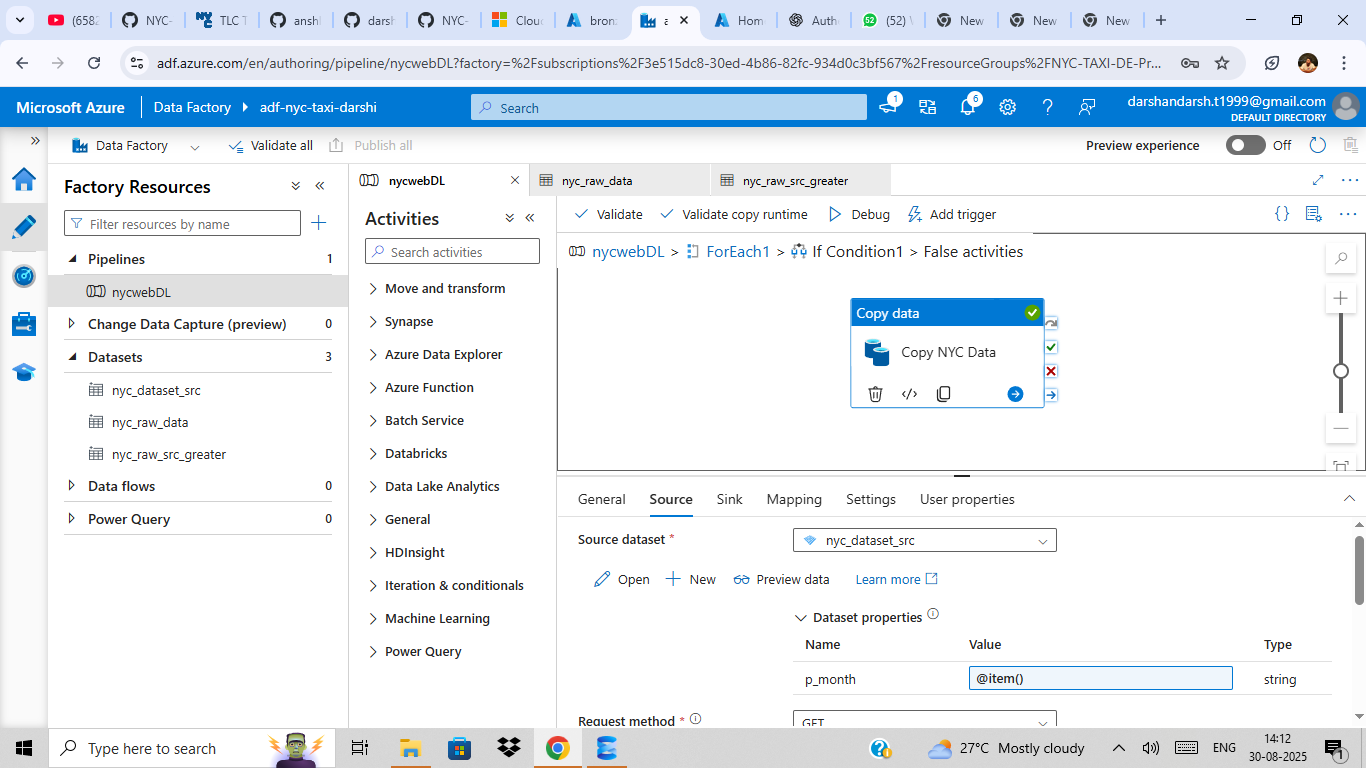 (6582
NYC-
TLC T
anshl
darsh
NYC-
Cloud
bronz
a
Home
Auth
(52) V
New
New
New
adf.azure.com/en/authoring/pipeline/nycwebDL?factory=%2Fsubscriptions%2F3e515dc8-30ed-4b86-82fc-934d0c3bf567%2FresourceGroups%2FNYC-TAXI-DE-Pr...
Microsoft Azure
Data Factory
adf-nyc-taxi-darshi
Search
1
6
darshandarsh.t1999@gmail.com
DEFAULT DIRECTORY
Data Factory
Validate all
Publish all
Preview experience
Off
Factory Resources
nycwebDL
nyc_raw_data
nyc_raw_src_greater
Filter resources by name
Activities
Validate
Validate copy runtime
Debug
Add trigger
Pipelines
1
Search activities
nycwebDL > ForEach1 > If Condition1 > False activities
nycwebDL
Change Data Capture (preview)
0
Datasets
3
nyc_dataset_src
nyc_raw_data
nyc_raw_src_greater
Data flows
0
Power Query
0
Move and transform
Synapse
Azure Data Explorer
Azure Function
Batch Service
Databricks
Data Lake Analytics
General
HDInsight
Iteration & conditionals
Machine Learning
Power Query
Copy data
Copy NYC Data
General
Source
Sink
Mapping
Settings
User properties
Source dataset *
nyc_dataset_src
Open
New
Preview data
Learn more
Dataset properties
Name
Value
Type
p_month
@item()
string
Request method *
GET
Type here to search
27°C Mostly cloudy
ENG
14:12
30-08-2025
1